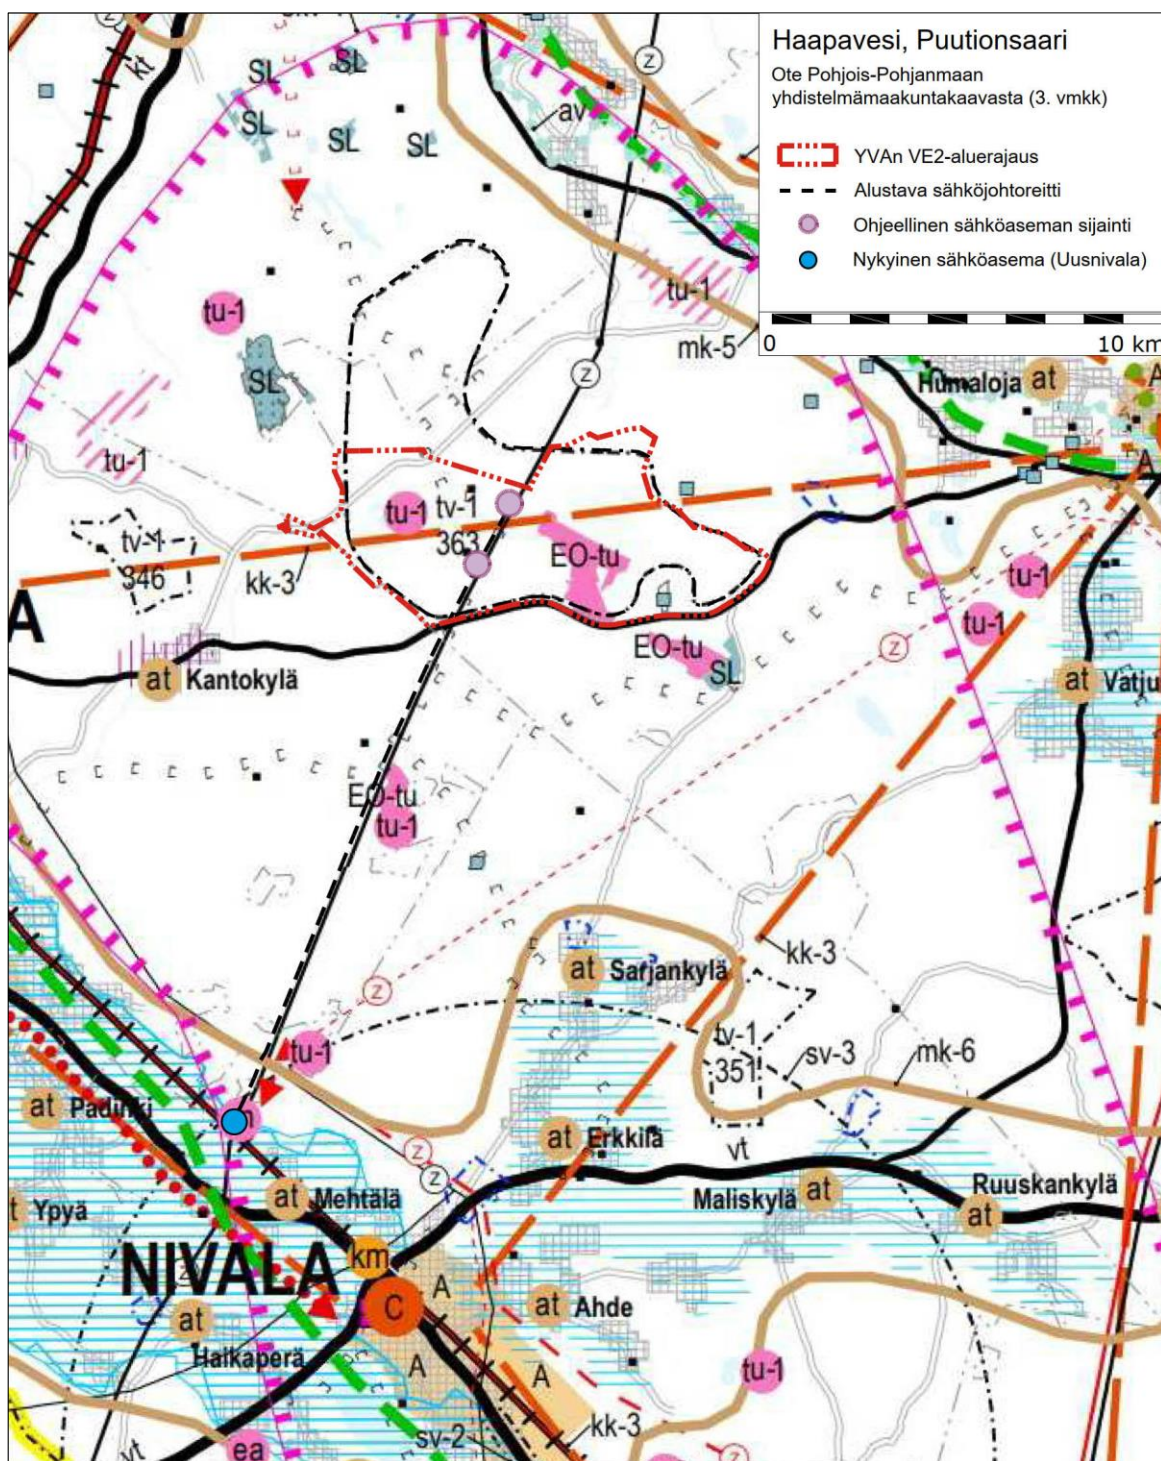 Haapavesi, Puutionsaari
Ote Pohjois-Pohjanmaan
yhdistelmämaakuntakaavasta (3. vmkk)
YVAn VE2-aluerajaus
Alustava sähköjohtoreitti
Ohjeellinen sähköaseman sijainti
Nykyinen sähköasema (Uusnivala)
0 10 km
z
kt
SL
SL
z
av
SL
SL
SL
tu-1
tu-1
mk-5
z
SL
Humaloja
at
A
tu-1
A
tu-1
tv-1
363
tv-1
346
kk-3
EO-tu
tu-1
A
tu-1
EO-tu
SL
z
at
Kantokylä
at
Vatju
EO-tu
tu-1
kk-3
at
Sarjankylä
z
tv-1
351
sv-3
mk-6
tu-1
at
Padinki
at
Erkkilä
vt
z
z
at
Ypyä
at
Mehtälä
Maliskylä
at
Ruuskankylä
at
NIVALA
z
km
A
C
at
Ahde
at
Haikaperä
A
A
tu-1
kk-3
sv-2
vt
ea
z